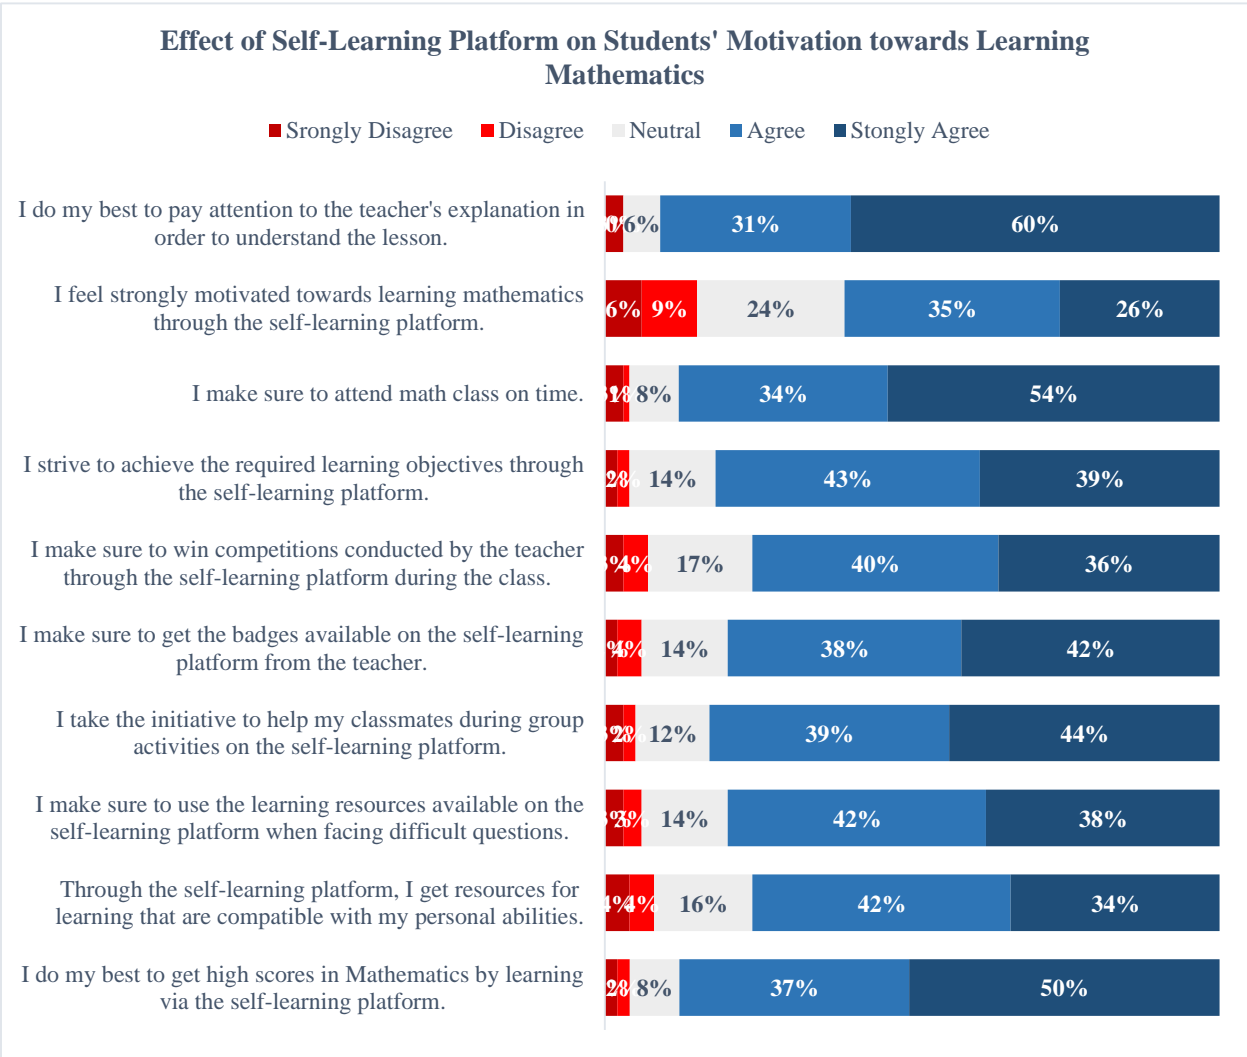 Effect of Self-Learning Platform on Students' Motivation towards Learning
Mathematics
Srongly Disagree Disagree Neutral Agree Stongly Agree
I do my best to pay attention to the teacher's explanation in
order to understand the lesson.
6% 31% 60%
I feel strongly motivated towards learning mathematics
through the self-learning platform.
6% 9% 24% 35% 26%
I make sure to attend math class on time.
1% 8% 34% 54%
I strive to achieve the required learning objectives through
the self-learning platform.
2% 14% 43% 39%
I make sure to win competitions conducted by the teacher
through the self-learning platform during the class.
4% 17% 40% 36%
I make sure to get the badges available on the self-learning
platform from the teacher.
4% 14% 38% 42%
I take the initiative to help my classmates during group
activities on the self-learning platform.
2% 12% 39% 44%
I make sure to use the learning resources available on the
self-learning platform when facing difficult questions.
3% 14% 42% 38%
Through the self-learning platform, I get resources for
learning that are compatible with my personal abilities.
4% 4% 16% 42% 34%
I do my best to get high scores in Mathematics by learning
via the self-learning platform.
2% 8% 37% 50%